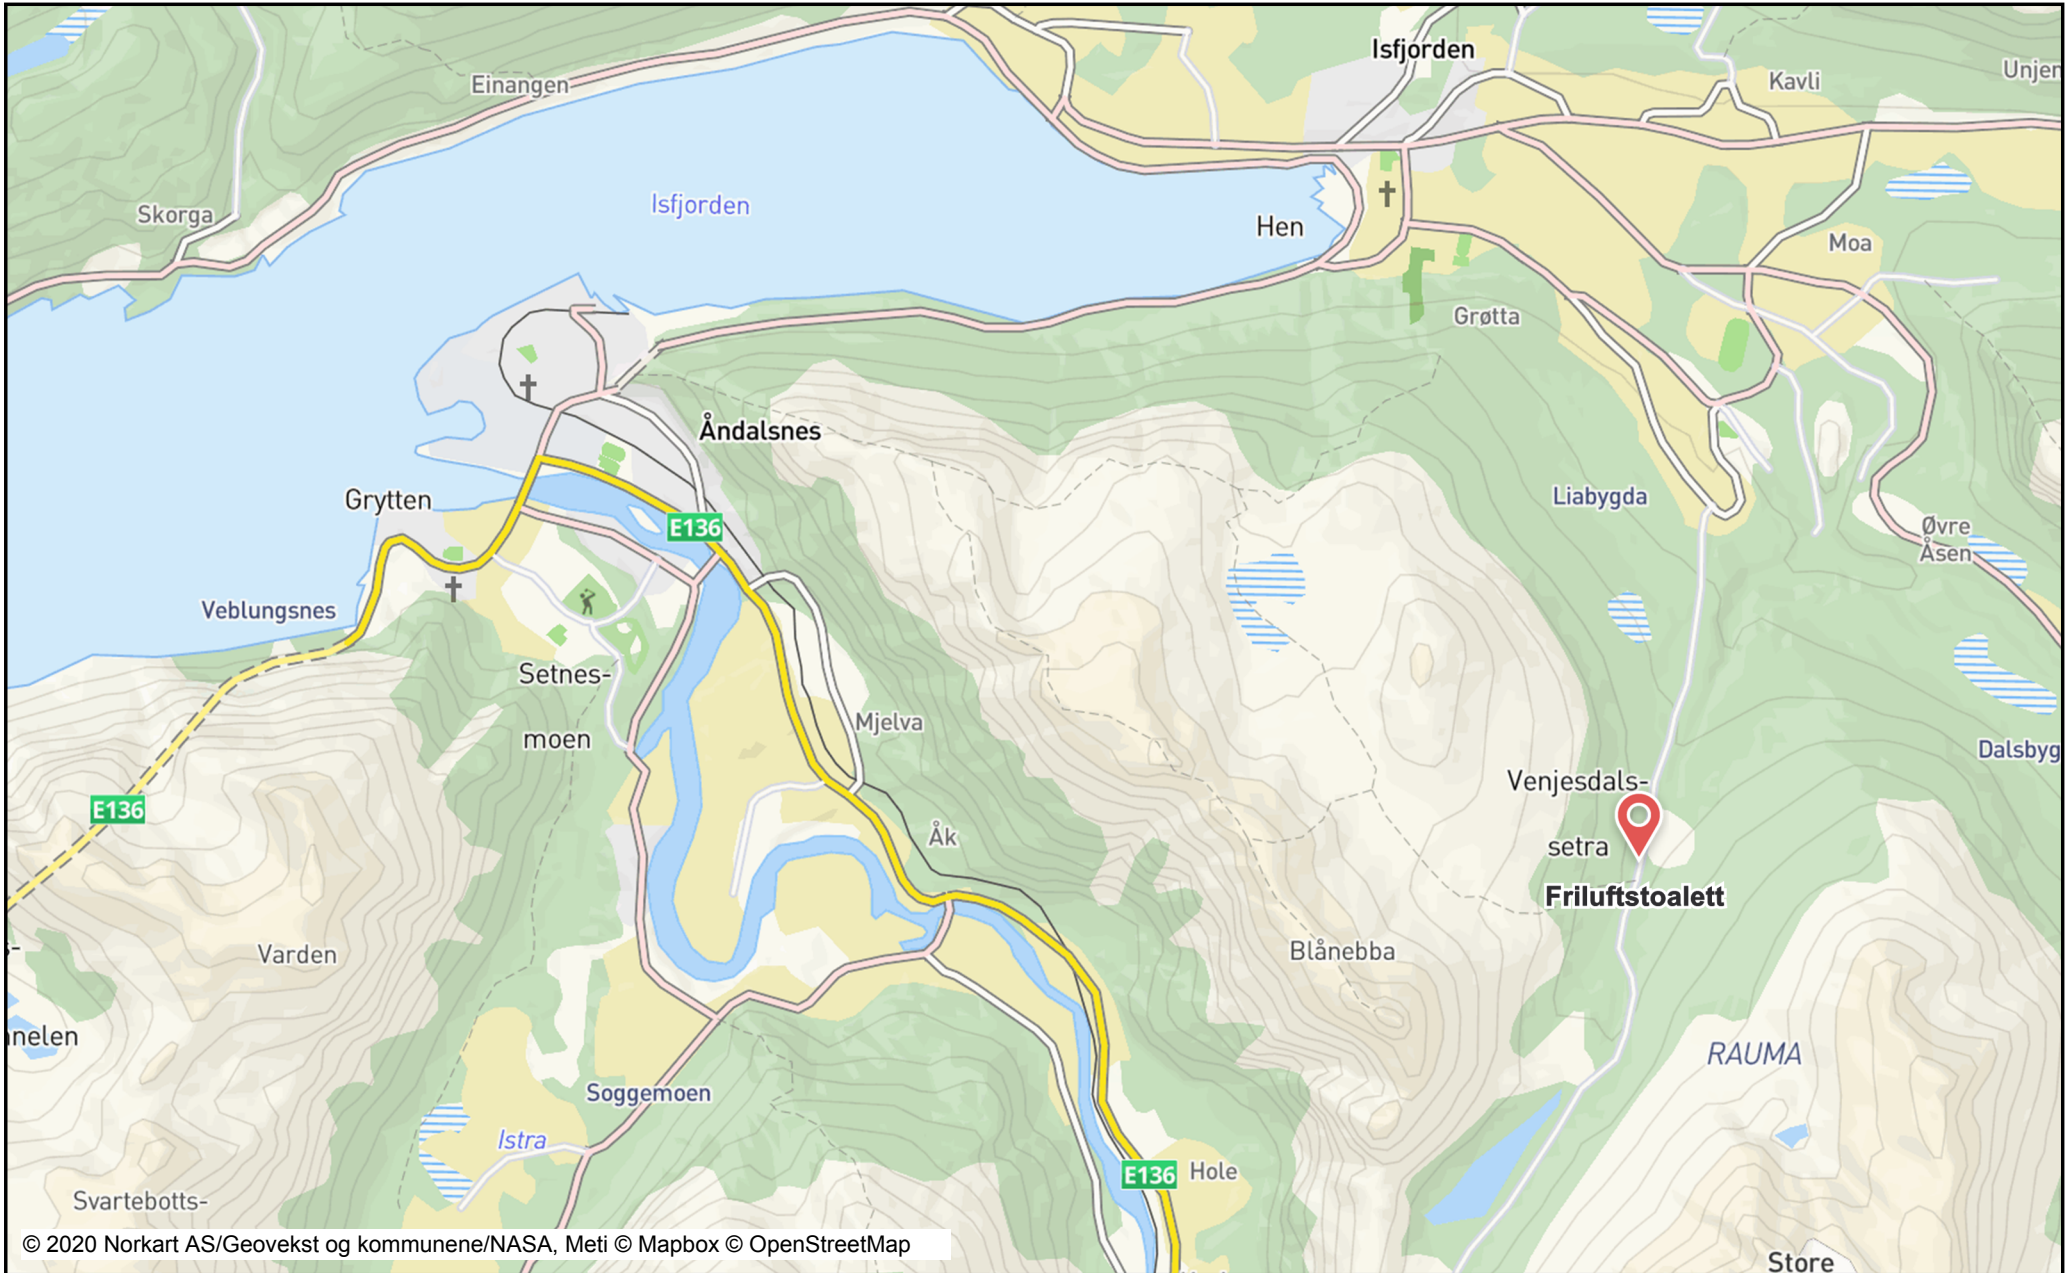 Isfjorden
Einangen
Kavli
Unjem
Skorga
Isfjorden
Hen
Moa
Grøtta
Åndalsnes
Grytten
Liabygda
E136
Øvre
Åsen
Veblungsnes
Setnes-
moen
Mjelva
Dalsbyg
Venjesdals-
setra
E136
Åk
Friluftstoalett
Varden
Blånebba
nelen
RAUMA
Soggemoen
Istra
E136
Hole
Svartebotts-
© 2020 Norkart AS/Geovekst og kommunene/NASA, Meti © Mapbox © OpenStreetMap
Store